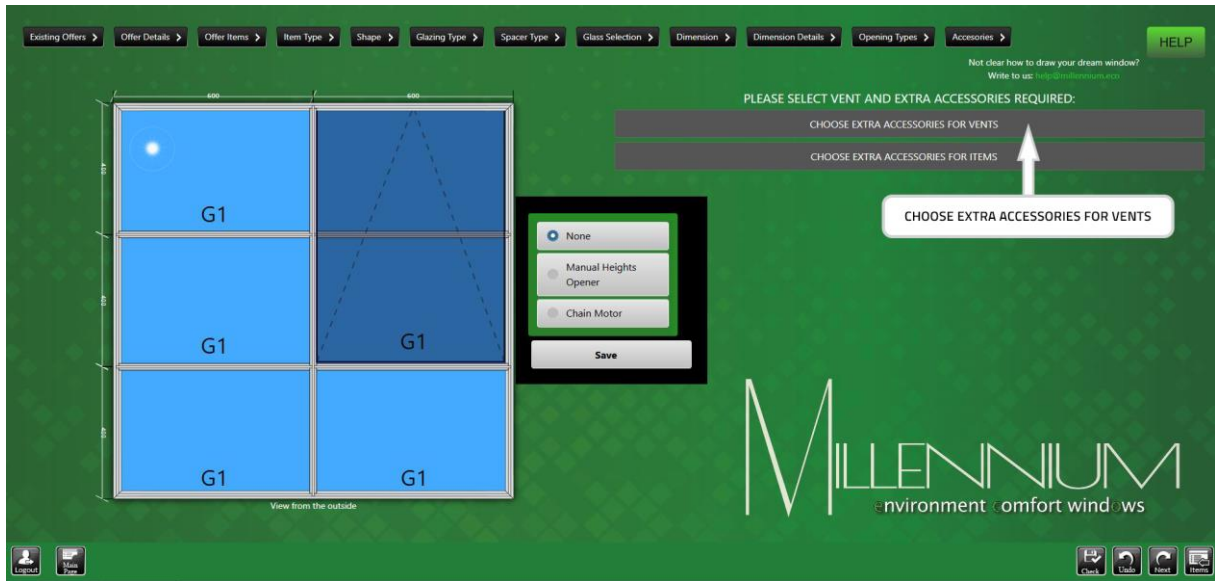 Existing Offers
Offer Details
Offer Items
Item Type
Shape
Glazing Type
Spacer Type
Glass Selection
Dimension
Dimension Details
Opening Types
Accesories
HELP
Not clear how to draw your dream window?
Write to us: help@millennium.eco
PLEASE SELECT VENT AND EXTRA ACCESSORIES REQUIRED:
CHOOSE EXTRA ACCESSORIES FOR VENTS
CHOOSE EXTRA ACCESSORIES FOR ITEMS
CHOOSE EXTRA ACCESSORIES FOR VENTS
600
600
400
400
G1
G1
G1
G1
G1
View from the outside
None
Manual Heights
Opener
Chain Motor
Save
MILLENNIUM
environment comfort windows
Logout
Main
Page
Check
Undo
Next
Items